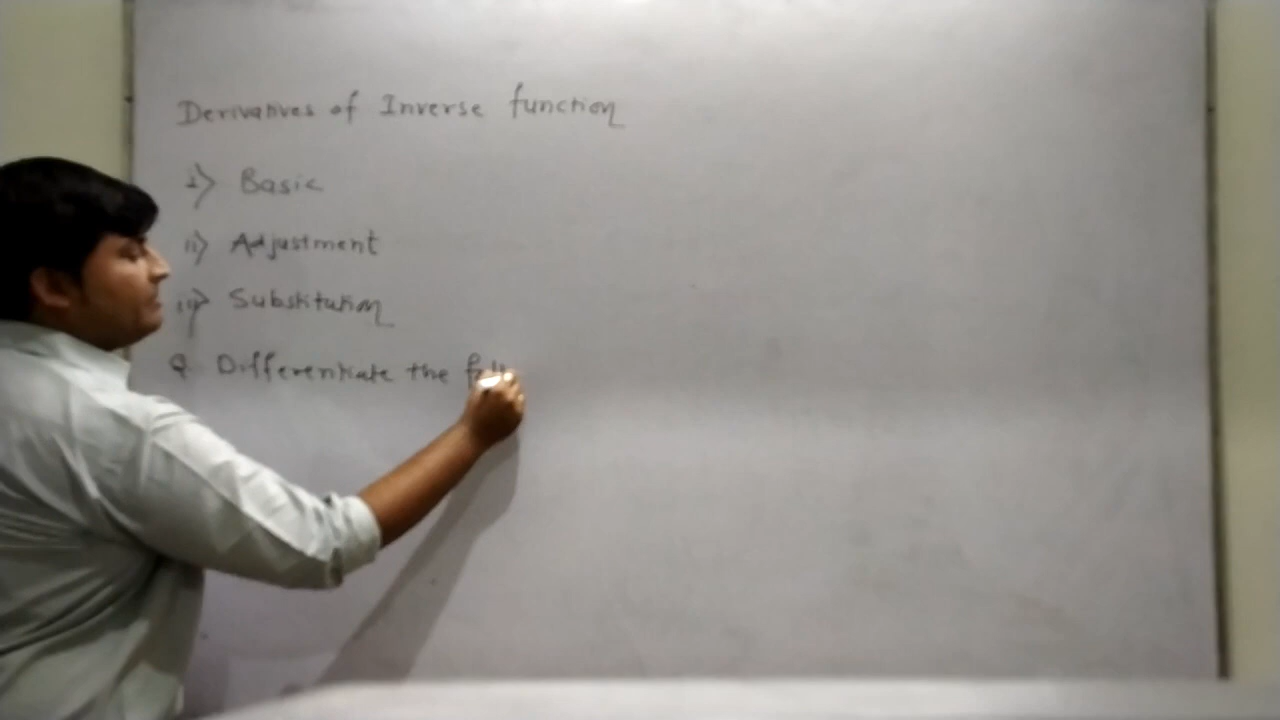 Derivatives of Inverse function
i) Basic
ii) Adjustment
iii) Substitution
Q. Differentiate the foll